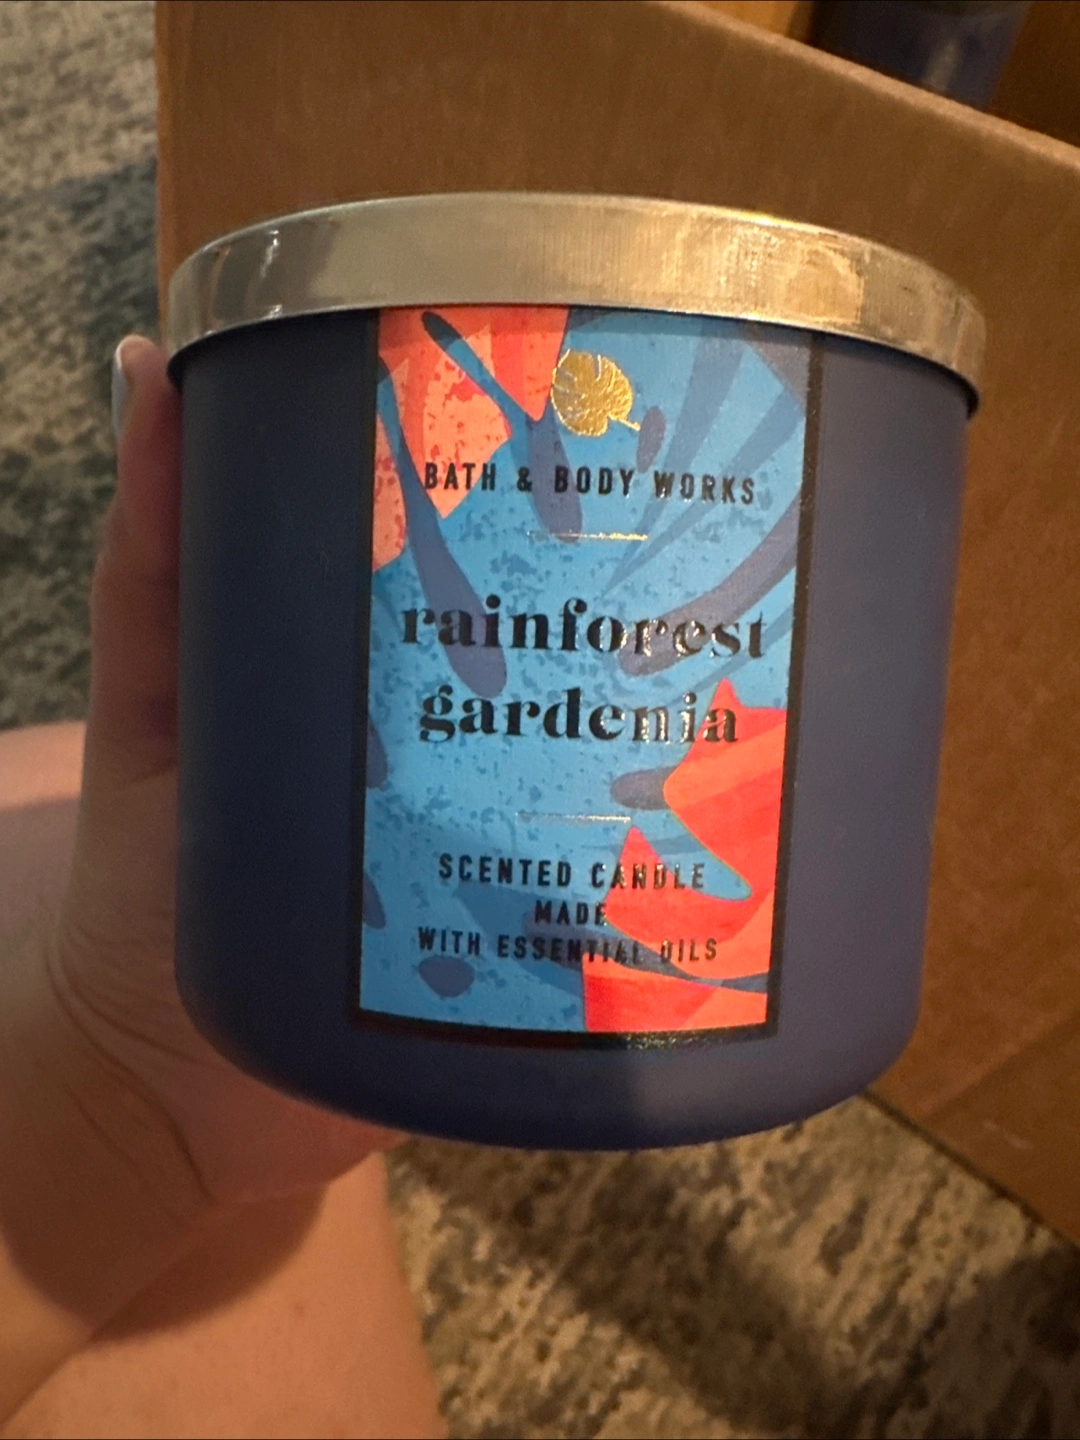 BATH & BODY WORKS
rainforest
gardenia
SCENTED CANDLE
MADE
WITH ESSENTIAL OILS